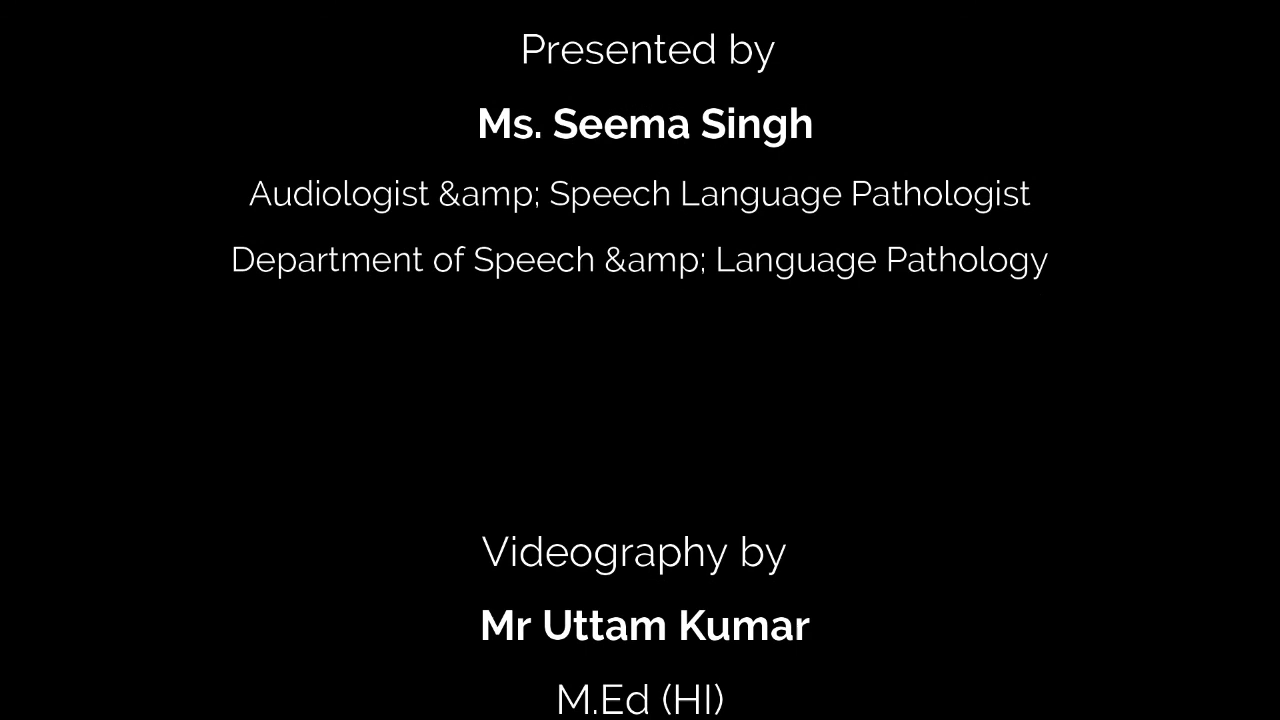 Presented by
Ms. Seema Singh
Audiologist &amp; Speech Language Pathologist
Department of Speech &amp; Language Pathology
Videography by
Mr Uttam Kumar
M.Ed (HI)